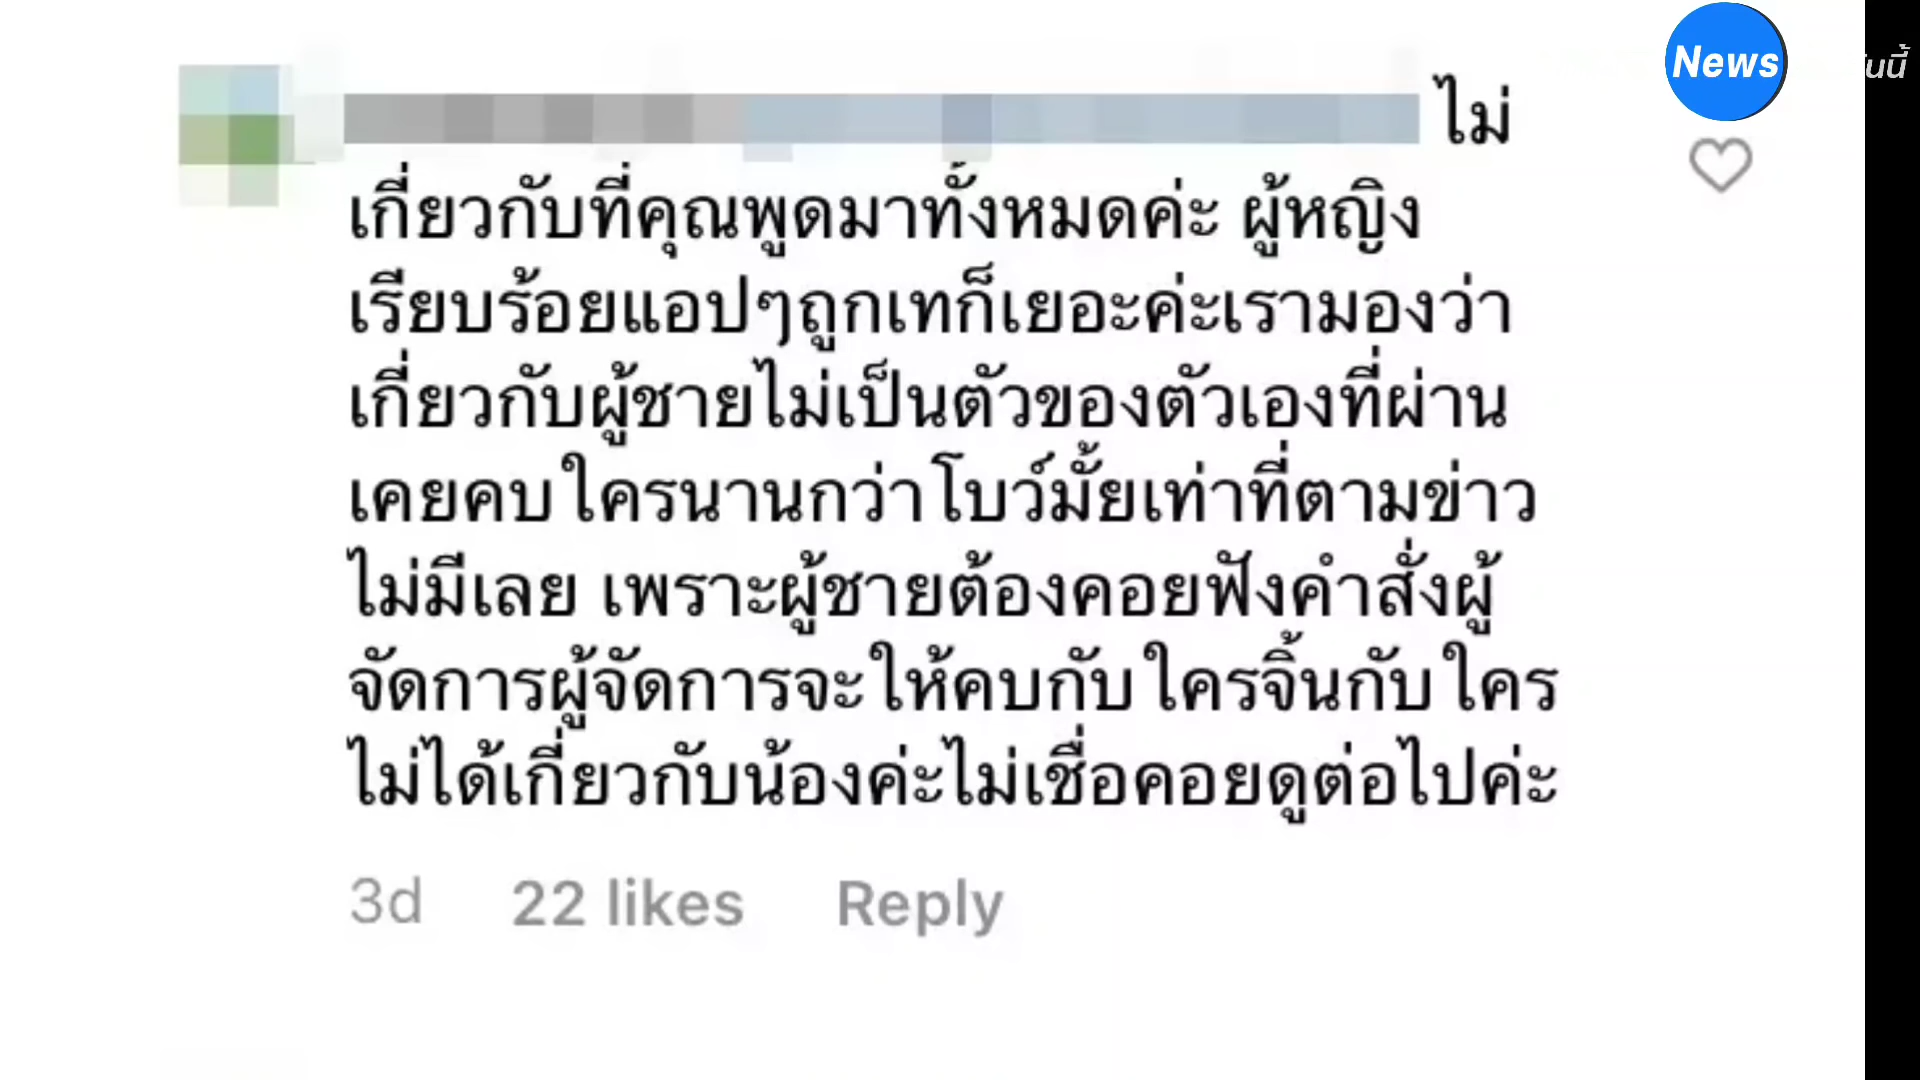 News
ันนี้
ไม่
เกี่ยวกับที่คุณพูดมาทั้งหมดค่ะ ผู้หญิง
เรียบร้อยแอปๆถูกเทก็เยอะค่ะเรามองว่า
เกี่ยวกับผู้ชายไม่เป็นตัวของตัวเองที่ผ่าน
เคยคบใครนานกว่าโบว์มั้ยเท่าที่ตามข่าว
ไม่มีเลย เพราะผู้ชายต้องคอยฟังคำสั่งผู้
จัดการผู้จัดการจะให้คบกับใครจิ้นกับใคร
ไม่ได้เกี่ยวกับน้องค่ะไม่เชื่อคอยดูต่อไปค่ะ
3d 22 likes Reply